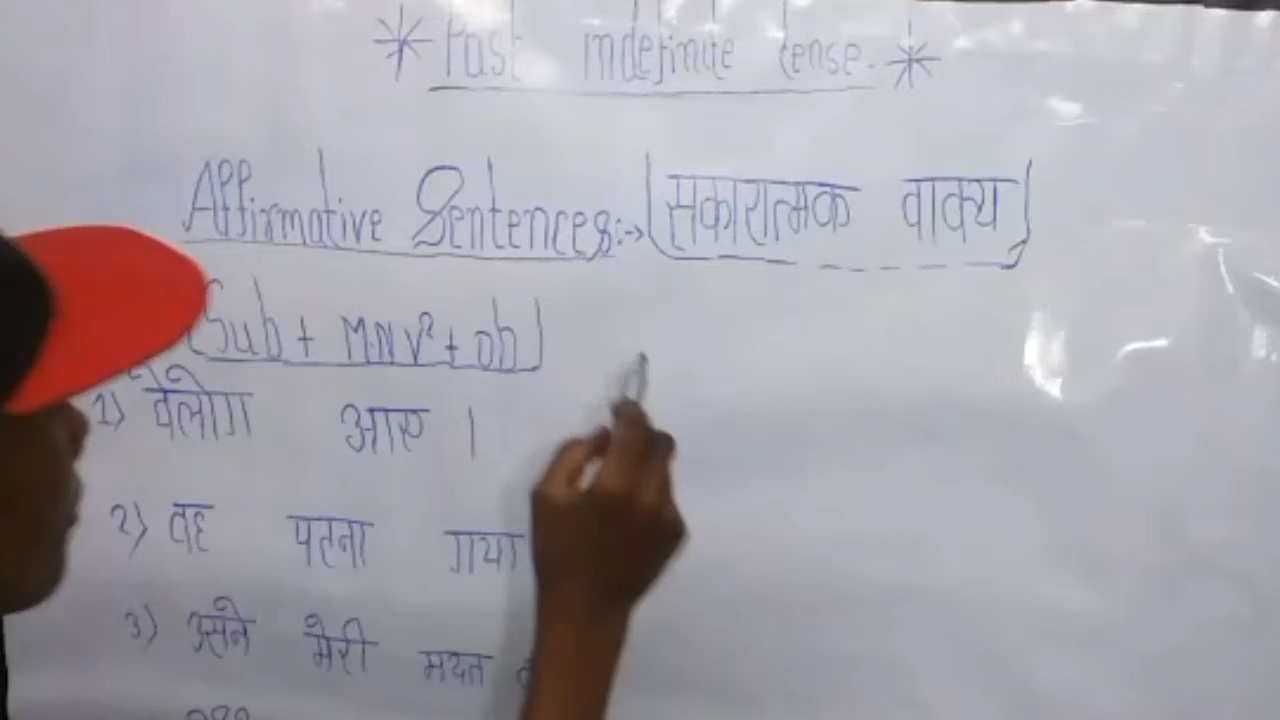 * Past indefinite tense. *
Affirmative Sentences:→(सकारात्मक वाक्य)
(Sub + M.N V² + ob)
1) वेलोग आए ।
2) वह पटना गया
3) उसने मेरी मदत